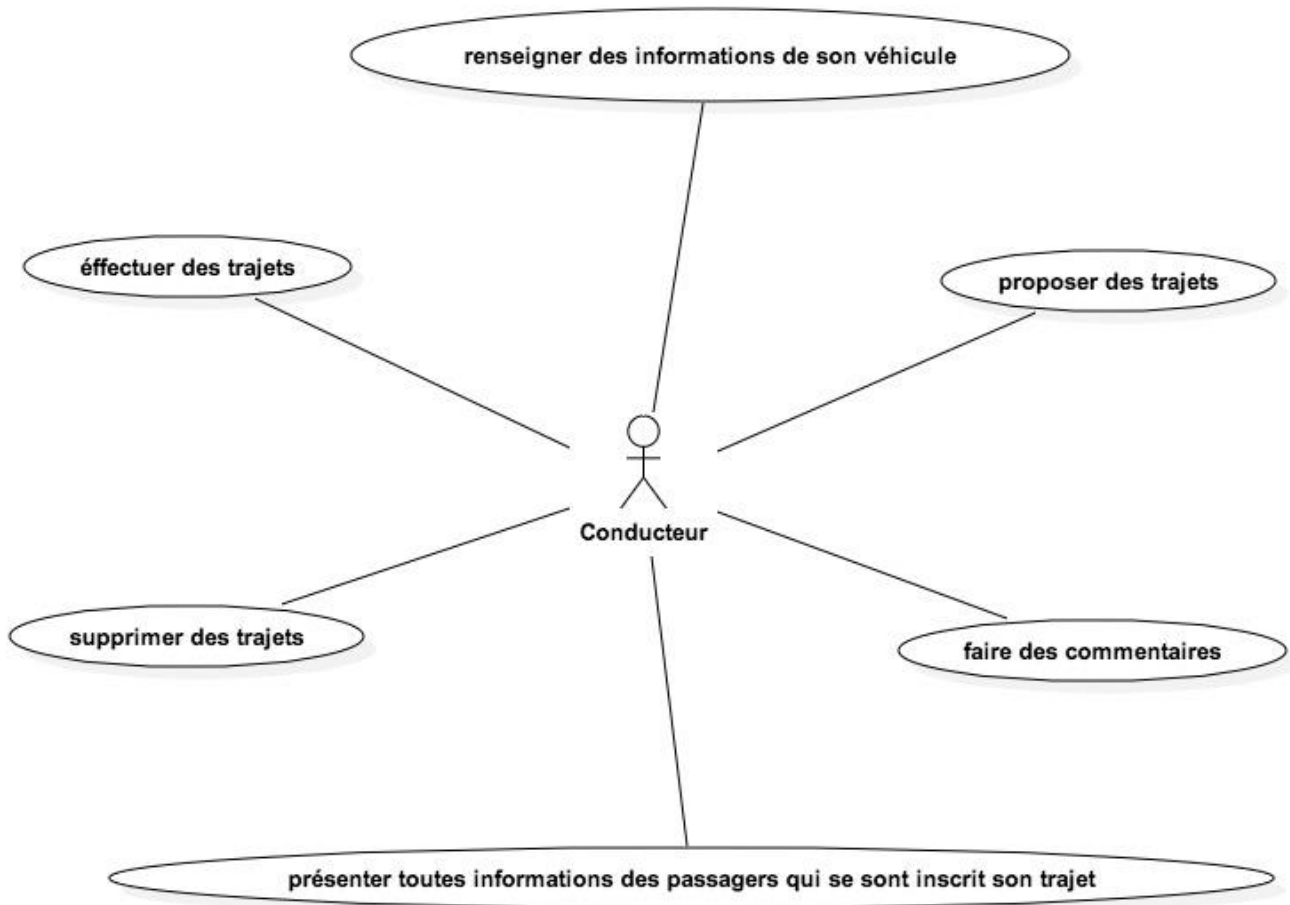 renseigner des informations de son véhicule
éffectuer des trajets
proposer des trajets
Conducteur
supprimer des trajets
faire des commentaires
présenter toutes informations des passagers qui se sont inscrit son trajet